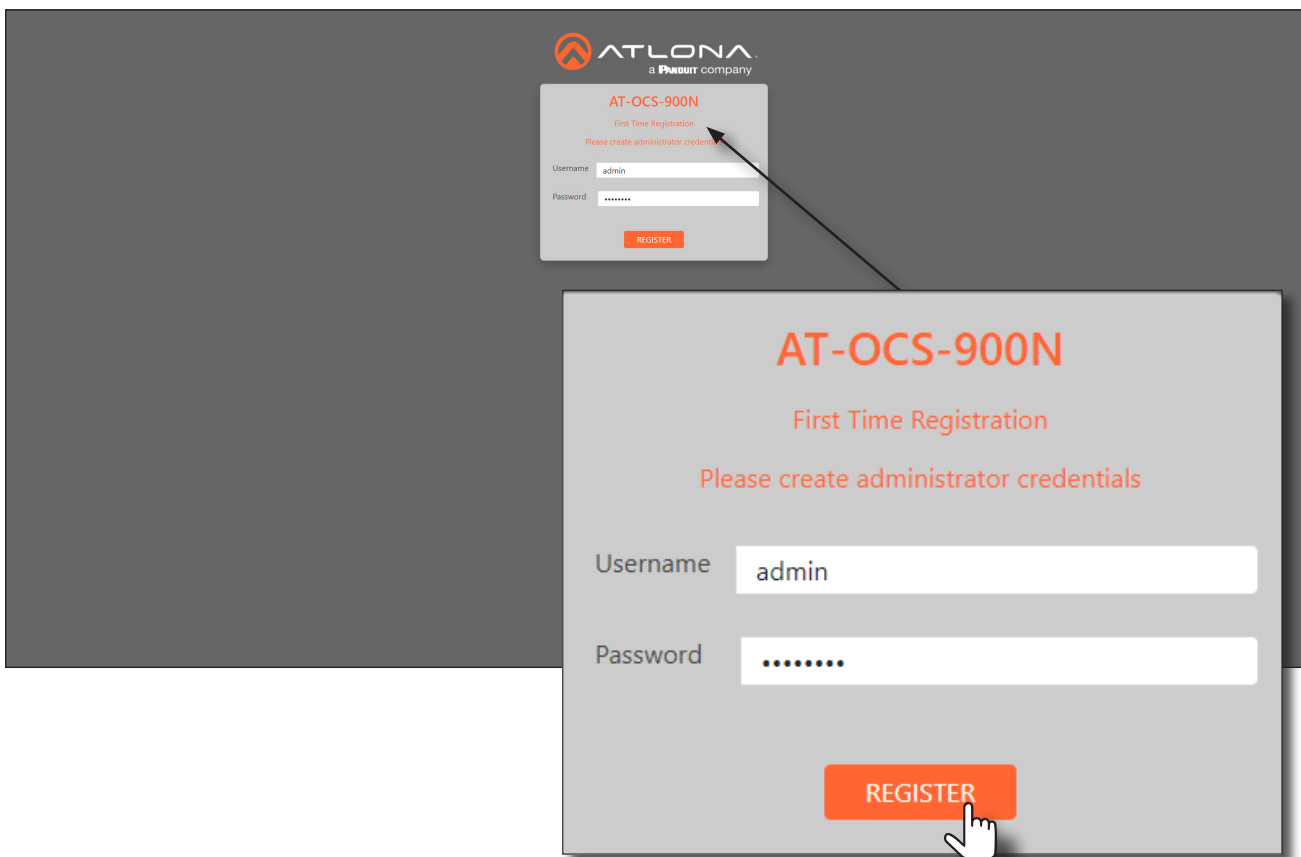 ATLONA
a PANDUIT company
AT-OCS-900N
First Time Registration
Please create administrator credentials
Username admin
Password ••••••••
REGISTER
AT-OCS-900N
First Time Registration
Please create administrator credentials
Username admin
Password ••••••••
REGISTER